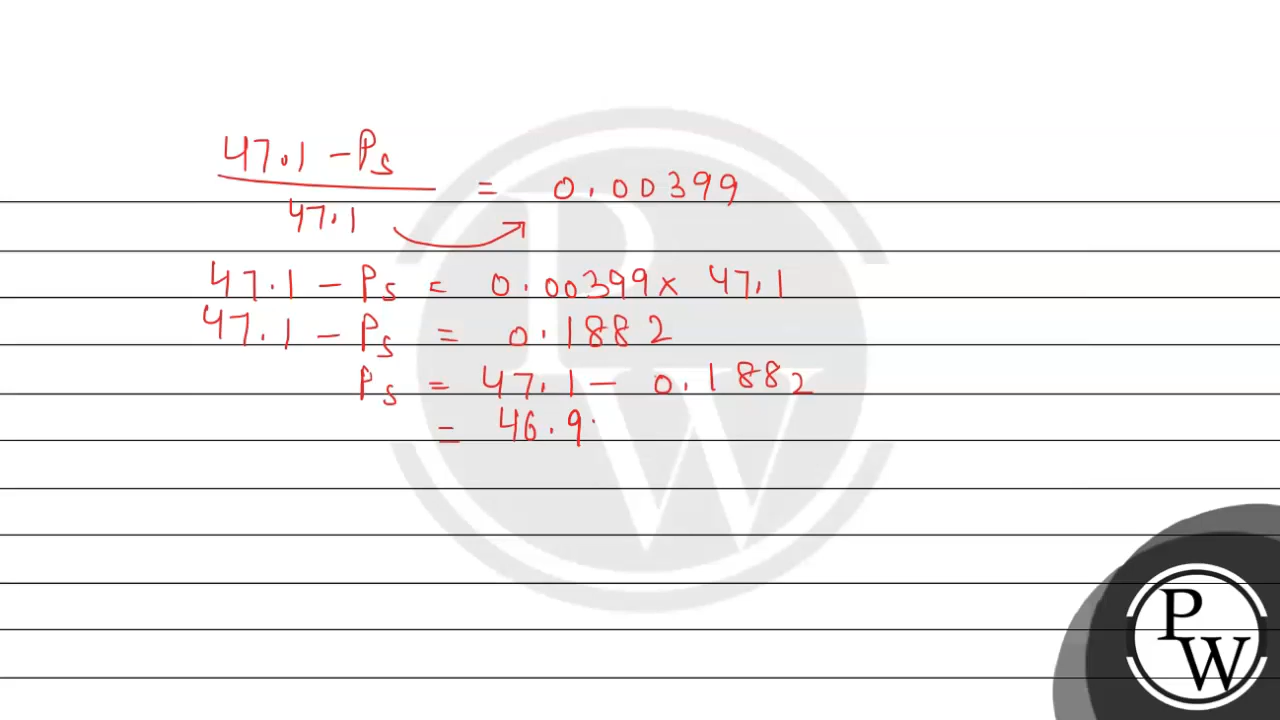 47.1 - Ps
47.1
= 0.00399
47.1 - Ps = 0.00399 × 47.1
47.1 - Ps = 0.1882
Ps = 47.1 - 0.1882
= 46.9.
P
W
P
W